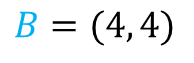 B = (4,4)